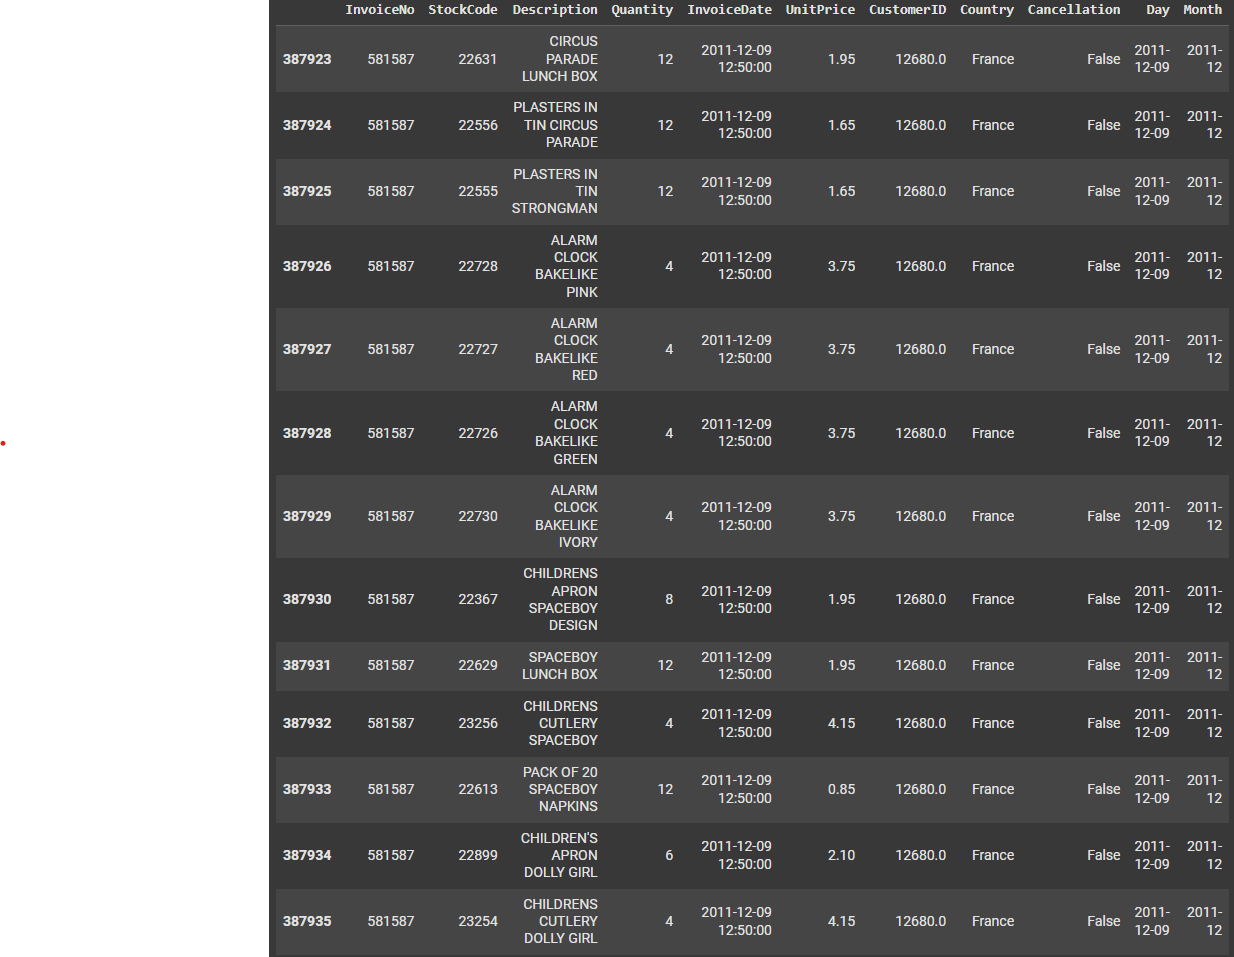 InvoiceNo StockCode Description Quantity InvoiceDate UnitPrice CustomerID Country Cancellation Day Month
387923 581587 22631 CIRCUS PARADE LUNCH BOX 12 2011-12-09 12:50:00 1.95 12680.0 France False 2011-12-09 2011-12
387924 581587 22556 PLASTERS IN TIN CIRCUS PARADE 12 2011-12-09 12:50:00 1.65 12680.0 France False 2011-12-09 2011-12
387925 581587 22555 PLASTERS IN TIN STRONGMAN 12 2011-12-09 12:50:00 1.65 12680.0 France False 2011-12-09 2011-12
387926 581587 22728 ALARM CLOCK BAKELIKE PINK 4 2011-12-09 12:50:00 3.75 12680.0 France False 2011-12-09 2011-12
387927 581587 22727 ALARM CLOCK BAKELIKE RED 4 2011-12-09 12:50:00 3.75 12680.0 France False 2011-12-09 2011-12
387928 581587 22726 ALARM CLOCK BAKELIKE GREEN 4 2011-12-09 12:50:00 3.75 12680.0 France False 2011-12-09 2011-12
387929 581587 22730 ALARM CLOCK BAKELIKE IVORY 4 2011-12-09 12:50:00 3.75 12680.0 France False 2011-12-09 2011-12
387930 581587 22367 CHILDRENS APRON SPACEBOY DESIGN 8 2011-12-09 12:50:00 1.95 12680.0 France False 2011-12-09 2011-12
387931 581587 22629 SPACEBOY LUNCH BOX 12 2011-12-09 12:50:00 1.95 12680.0 France False 2011-12-09 2011-12
387932 581587 23256 CHILDRENS CUTLERY SPACEBOY 4 2011-12-09 12:50:00 4.15 12680.0 France False 2011-12-09 2011-12
387933 581587 22613 PACK OF 20 SPACEBOY NAPKINS 12 2011-12-09 12:50:00 0.85 12680.0 France False 2011-12-09 2011-12
387934 581587 22899 CHILDREN'S APRON DOLLY GIRL 6 2011-12-09 12:50:00 2.10 12680.0 France False 2011-12-09 2011-12
387935 581587 23254 CHILDRENS CUTLERY DOLLY GIRL 4 2011-12-09 12:50:00 4.15 12680.0 France False 2011-12-09 2011-12